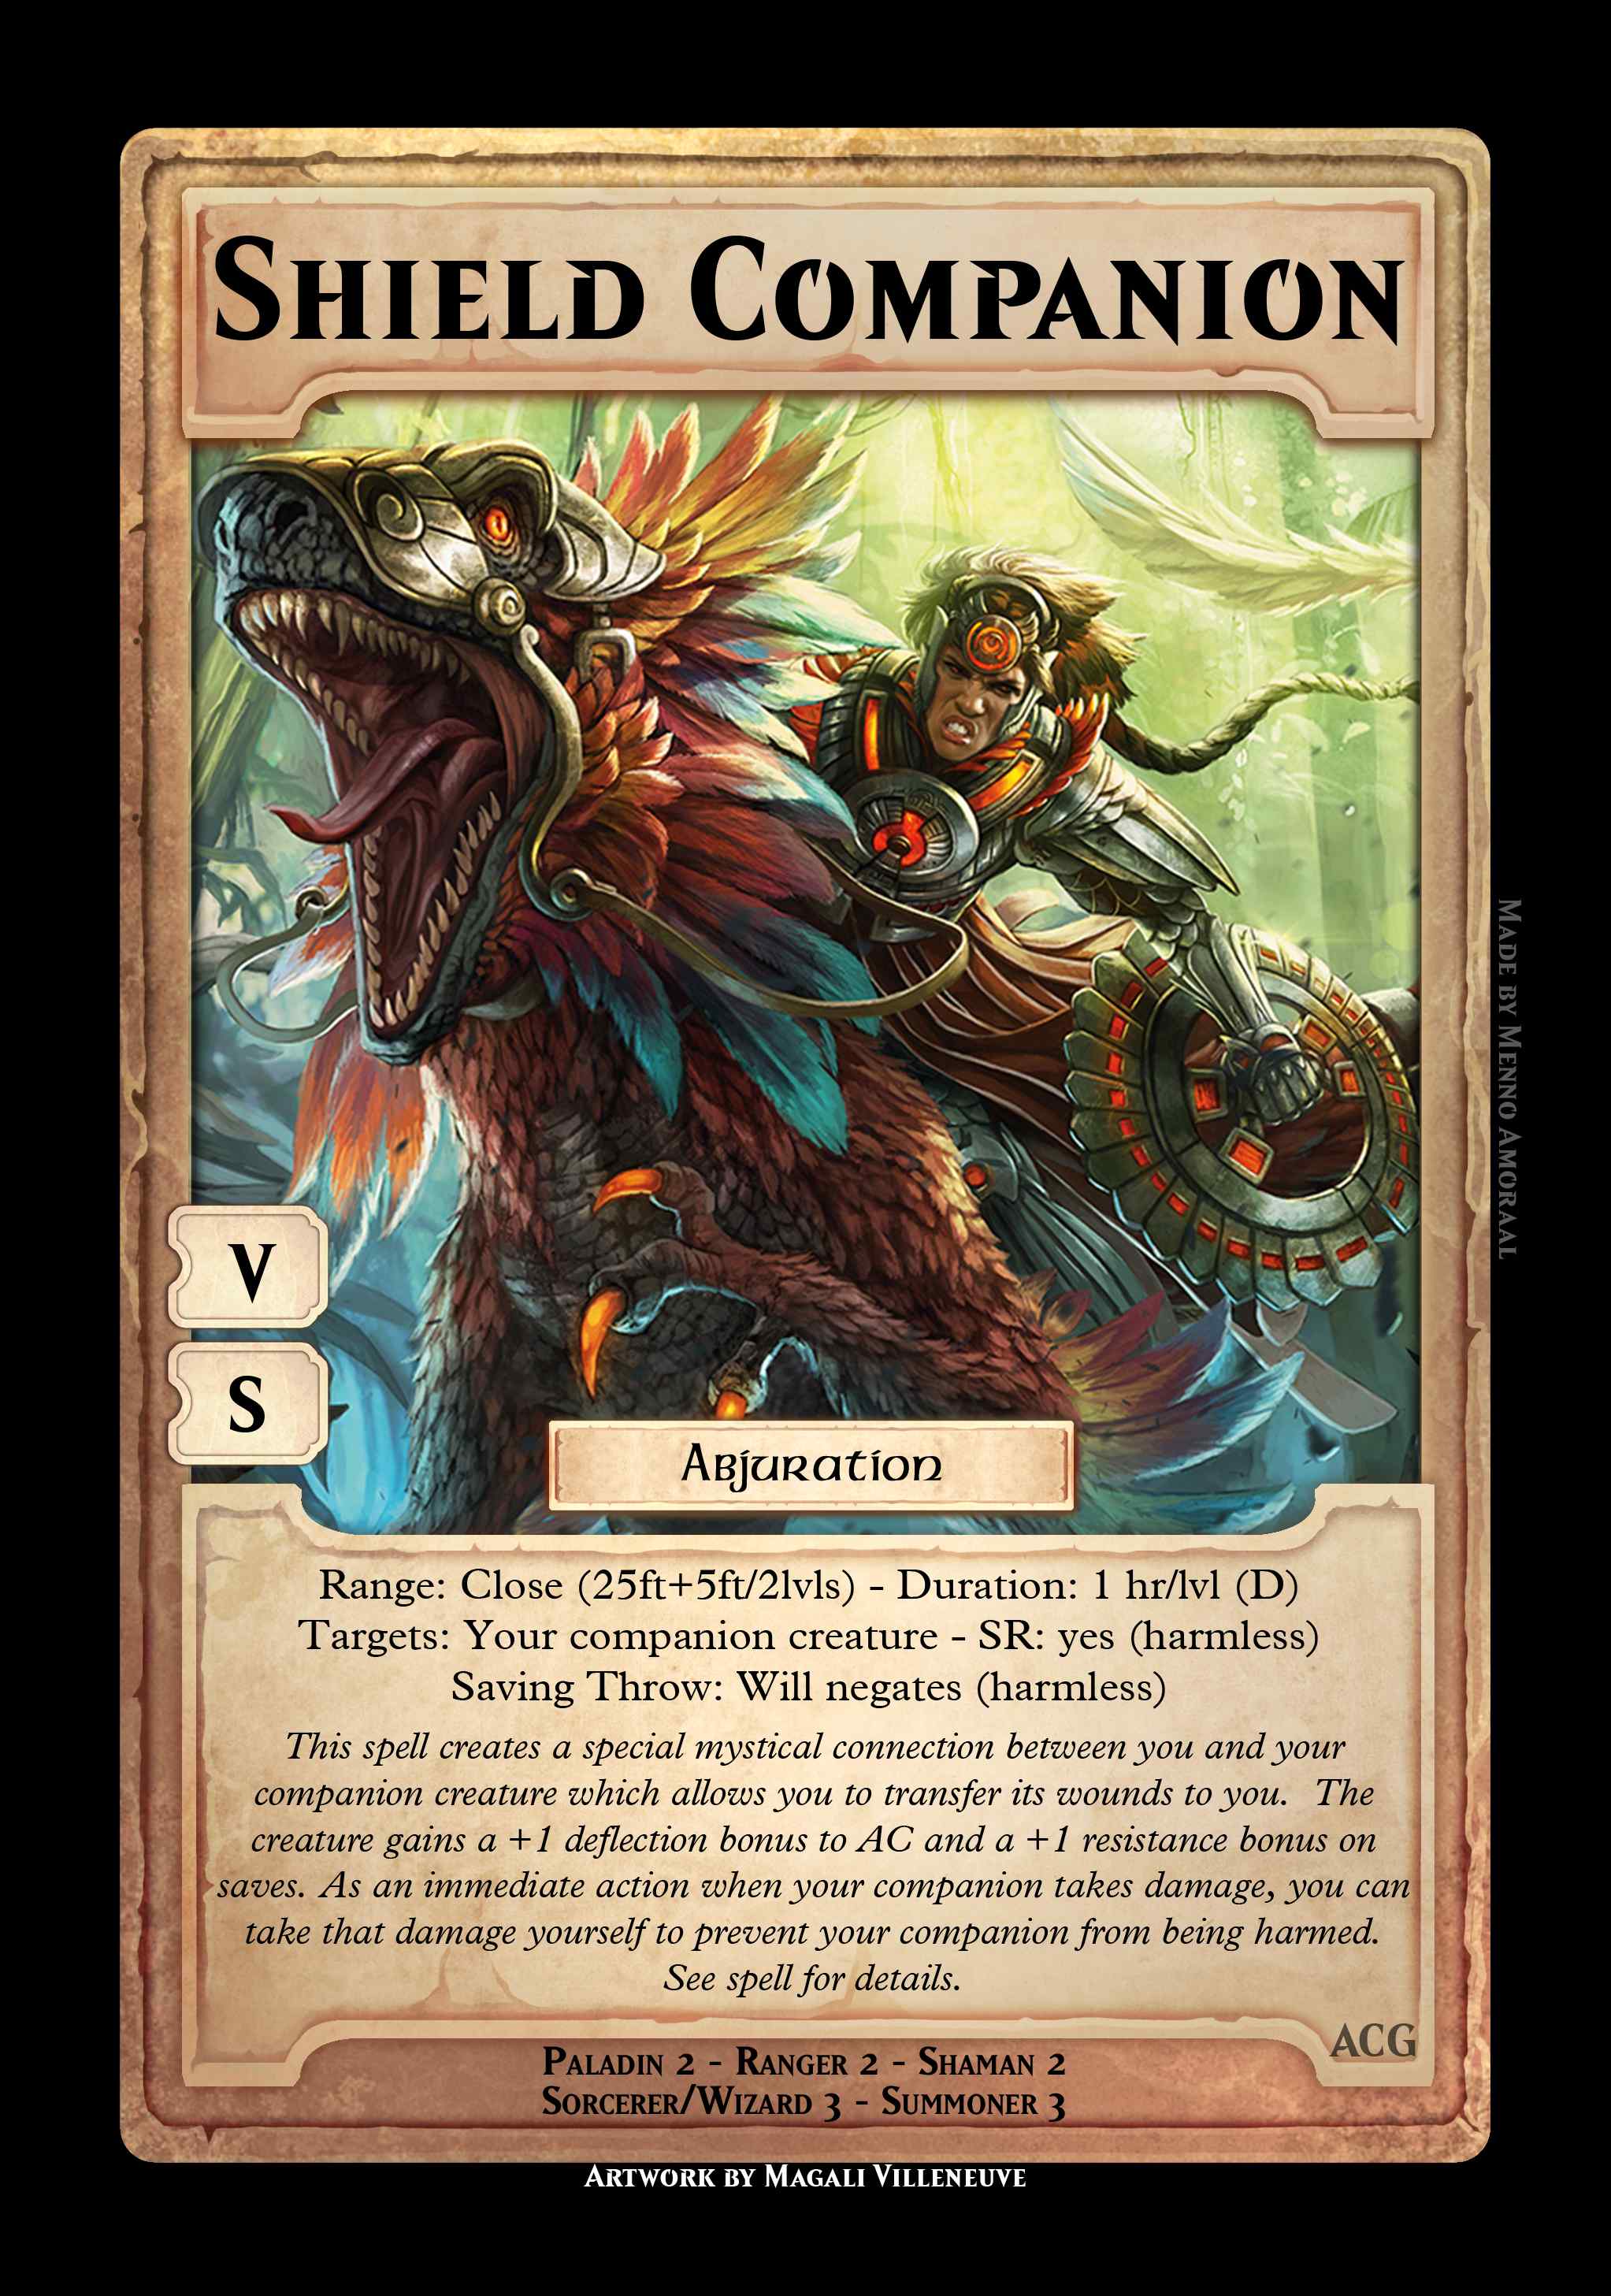 Shield Companion
V
S
Abjuration
Range: Close (25ft+5ft/2lvls) - Duration: 1 hr/lvl (D)
Targets: Your companion creature - SR: yes (harmless)
Saving Throw: Will negates (harmless)
This spell creates a special mystical connection between you and your
companion creature which allows you to transfer its wounds to you.  The
creature gains a +1 deflection bonus to AC and a +1 resistance bonus on
saves. As an immediate action when your companion takes damage, you can
take that damage yourself to prevent your companion from being harmed.
See spell for details.
ACG
Paladin 2 - Ranger 2 - Shaman 2
Sorcerer/Wizard 3 - Summoner 3
Artwork by Magali Villeneuve
Made by Menno Amoraal